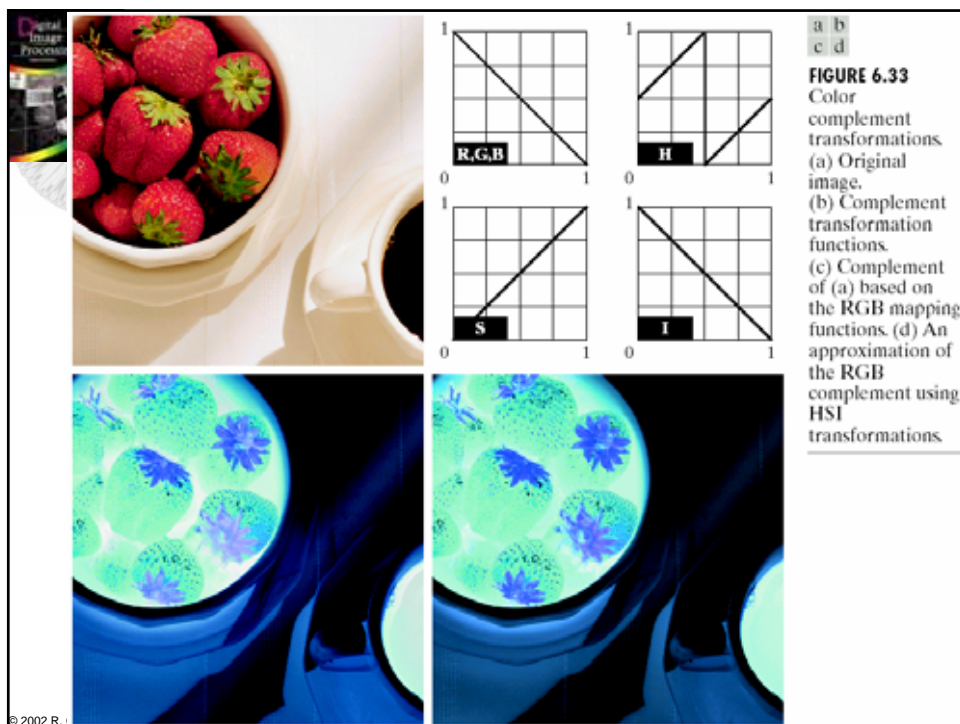 Digital
Image
Processing
1
R,G,B
0
1
1
H
0
1
1
S
0
1
1
I
0
1
a b
c d
FIGURE 6.33
Color
complement
transformations.
(a) Original
image.
(b) Complement
transformation
functions.
(c) Complement
of (a) based on
the RGB mapping
functions. (d) An
approximation of
the RGB
complement using
HSI
transformations.
© 2002 R.